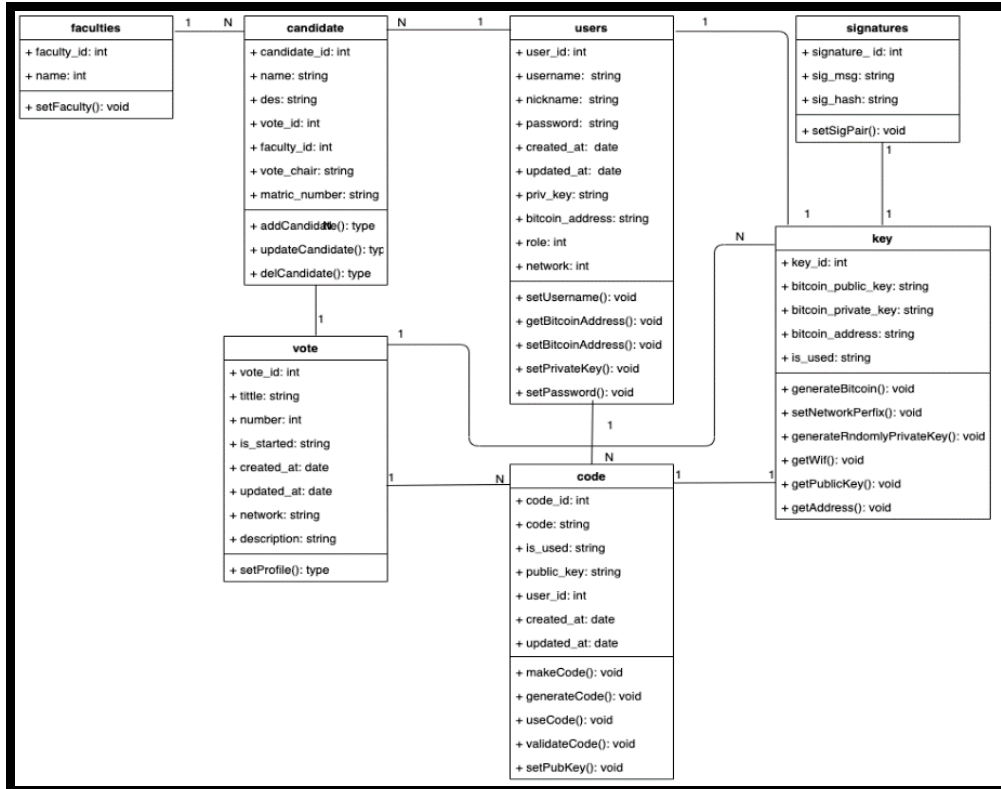 faculties
+ faculty_id: int
+ name: int
+ setFaculty(): void
1
N
candidate
+ candidate_id: int
+ name: string
+ des: string
+ vote_id: int
+ faculty_id: int
+ vote_chair: string
+ matric_number: string
+ addCandidate(): type
N
+ updateCandidate(): typ
+ delCandidate(): type
N
1
users
+ user_id: int
+ username: string
+ nickname: string
+ password: string
+ created_at: date
+ updated_at: date
+ priv_key: string
+ bitcoin_address: string
+ role: int
+ network: int
+ setUsername(): void
+ getBitcoinAddress(): void
+ setBitcoinAddress(): void
+ setPrivateKey(): void
+ setPassword(): void
1
1
signatures
+ signature_ id: int
+ sig_msg: string
+ sig_hash: string
+ setSigPair(): void
1
1
N
key
+ key_id: int
+ bitcoin_public_key: string
+ bitcoin_private_key: string
+ bitcoin_address: string
+ is_used: string
+ generateBitcoin(): void
+ setNetworkPerfix(): void
+ generateRndomlyPrivateKey(): void
+ getWif(): void
+ getPublicKey(): void
+ getAddress(): void
1
1
vote
+ vote_id: int
+ tittle: string
+ number: int
+ is_started: string
+ created_at: date
+ updated_at: date
+ network: string
+ description: string
+ setProfile(): type
1
N
1
N
code
+ code_id: int
+ code: string
+ is_used: string
+ public_key: string
+ user_id: int
+ created_at: date
+ updated_at: date
+ makeCode(): void
+ generateCode(): void
+ useCode(): void
+ validateCode(): void
+ setPubKey(): void
1
1